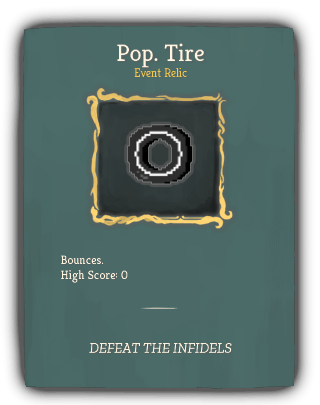 Pop. Tire
Event Relic
Bounces.
High Score: 0
DEFEAT THE INFIDELS